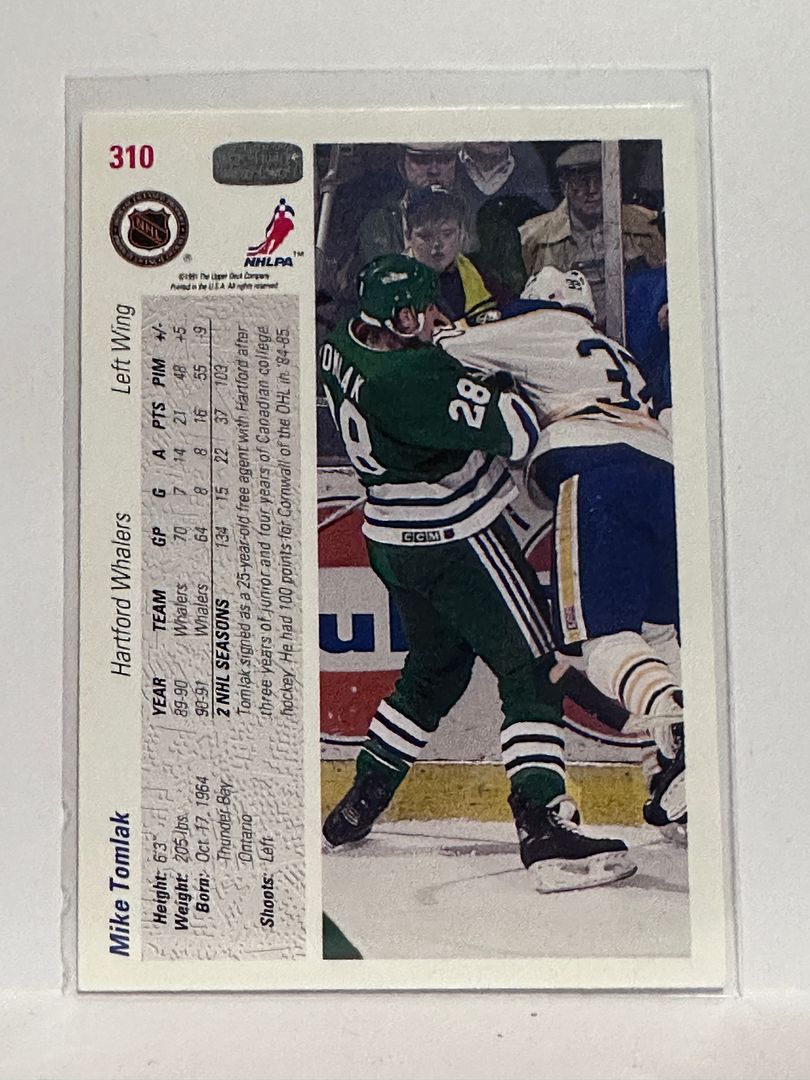 310
NHL
®
NHLPA™
©1991 The Upper Deck Company
Printed in the U.S.A. All rights reserved
Mike Tomlak Hartford Whalers Left Wing
Height: 6'3"
Weight: 205 lbs.
Born: Oct. 17, 1964
Thunder Bay,
Ontario
Shoots: Left
YEAR TEAM GP G A PTS PIM +/-
89-90 Whalers 70 7 14 21 48 +5
90-91 Whalers 64 8 8 16 55 -9
2 NHL SEASONS 134 15 22 37 103
Tomlak signed as a 25-year-old free agent with Hartford after
three years of junior and four years of Canadian college
hockey. He had 100 points for Cornwall of the OHL in '84-85.
TOMLAK
28
28
CCM